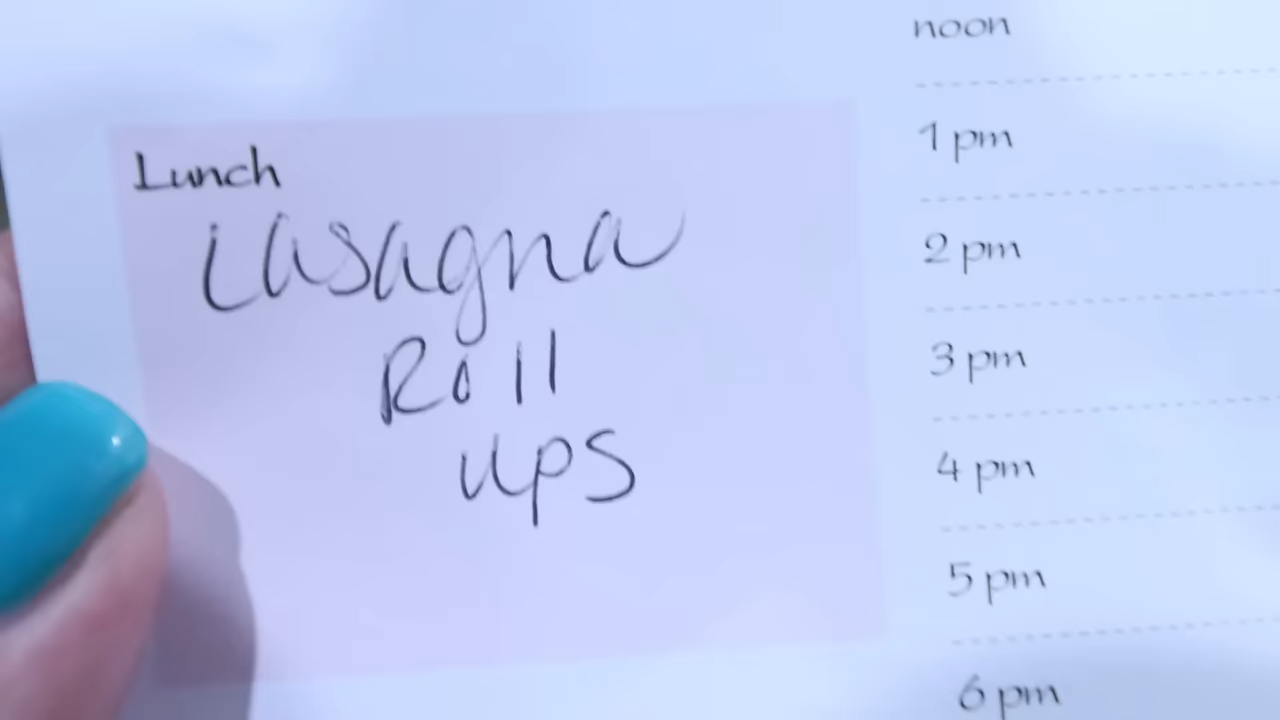 Lunch
Lasagna
Roll
ups
noon
1 pm
2 pm
3 pm
4 pm
5 pm
6 pm